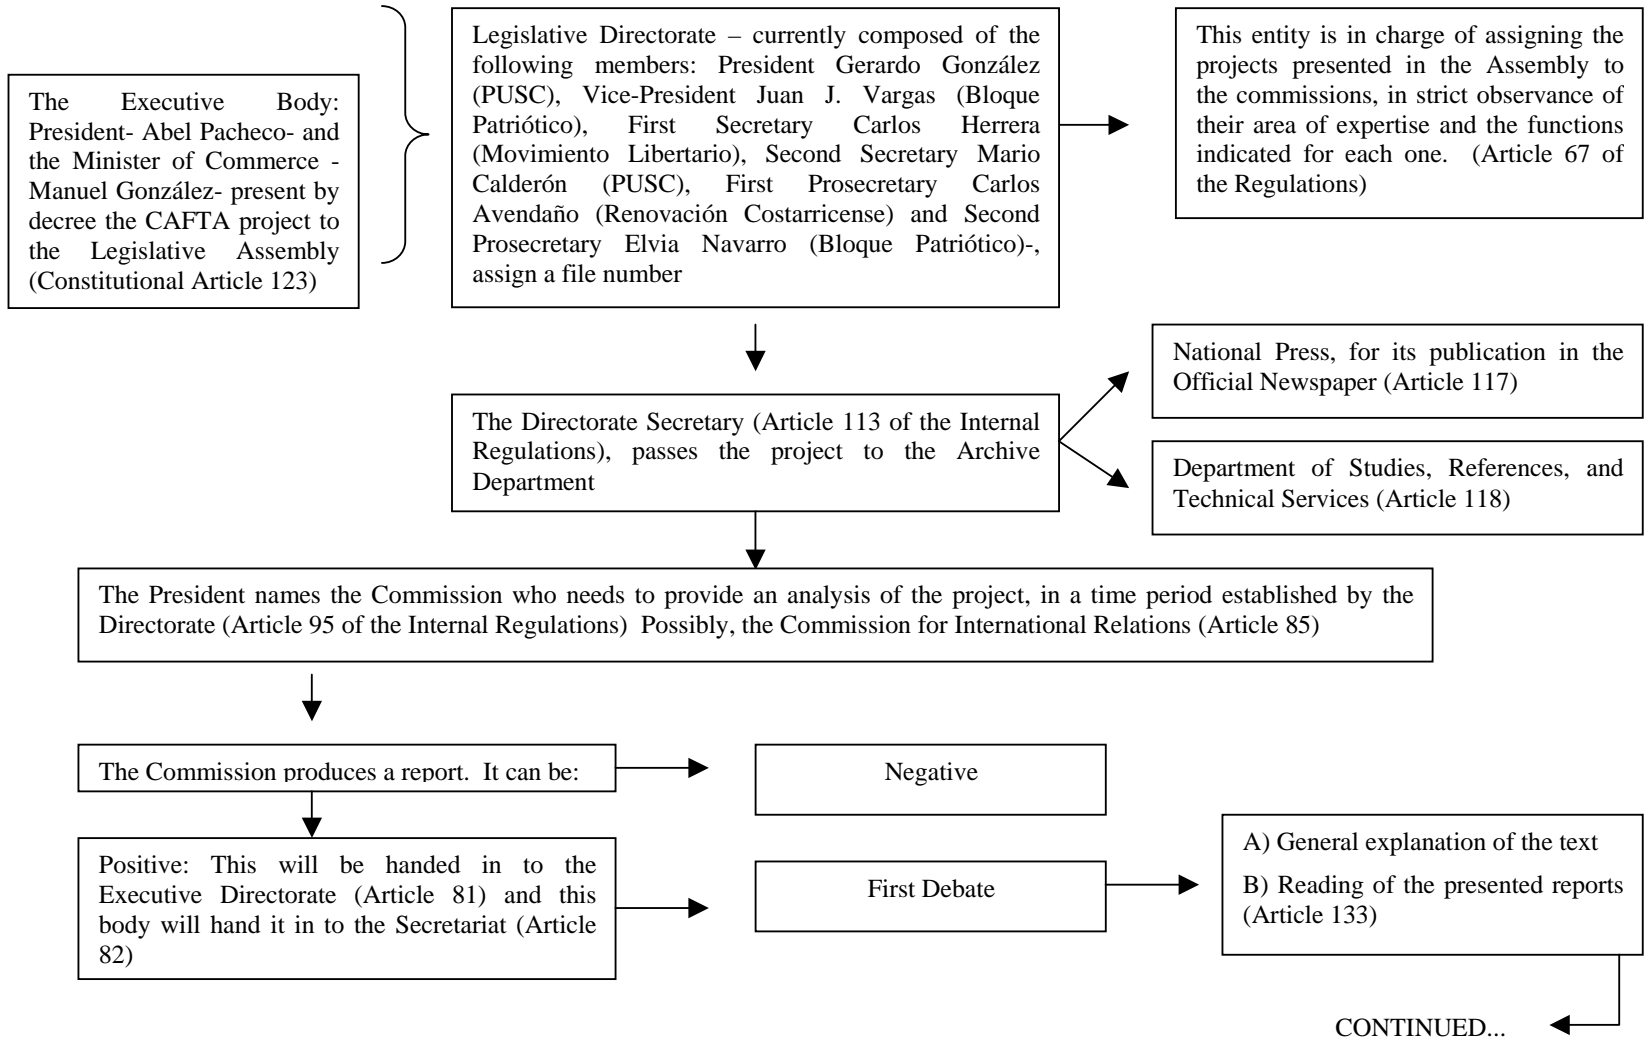 The Executive Body:
President- Abel Pacheco- and
the Minister of Commerce -
Manuel González- present by
decree the CAFTA project to
the Legislative Assembly
(Constitutional Article 123)
Legislative Directorate – currently composed of the
following members: President Gerardo González
(PUSC), Vice-President Juan J. Vargas (Bloque
Patriótico), First Secretary Carlos Herrera
(Movimiento Libertario), Second Secretary Mario
Calderón (PUSC), First Prosecretary Carlos
Avendaño (Renovación Costarricense) and Second
Prosecretary Elvia Navarro (Bloque Patriótico)-,
assign a file number
This entity is in charge of assigning the
projects presented in the Assembly to
the commissions, in strict observance of
their area of expertise and the functions
indicated for each one. (Article 67 of
the Regulations)
The Directorate Secretary (Article 113 of the Internal
Regulations), passes the project to the Archive
Department
National Press, for its publication in the
Official Newspaper (Article 117)
Department of Studies, References, and
Technical Services (Article 118)
The President names the Commission who needs to provide an analysis of the project, in a time period established by the
Directorate (Article 95 of the Internal Regulations) Possibly, the Commission for International Relations (Article 85)
The Commission produces a report. It can be:
Negative
Positive: This will be handed in to the
Executive Directorate (Article 81) and this
body will hand it in to the Secretariat (Article
82)
First Debate
A) General explanation of the text
B) Reading of the presented reports
(Article 133)
CONTINUED...